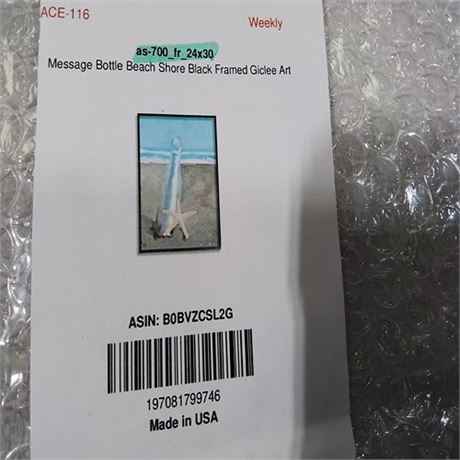 ACE-116
Weekly
as-700_fr_24x30
Message Bottle Beach Shore Black Framed Giclee Art
ASIN: B0BVZCSL2G
197081799746
Made in USA